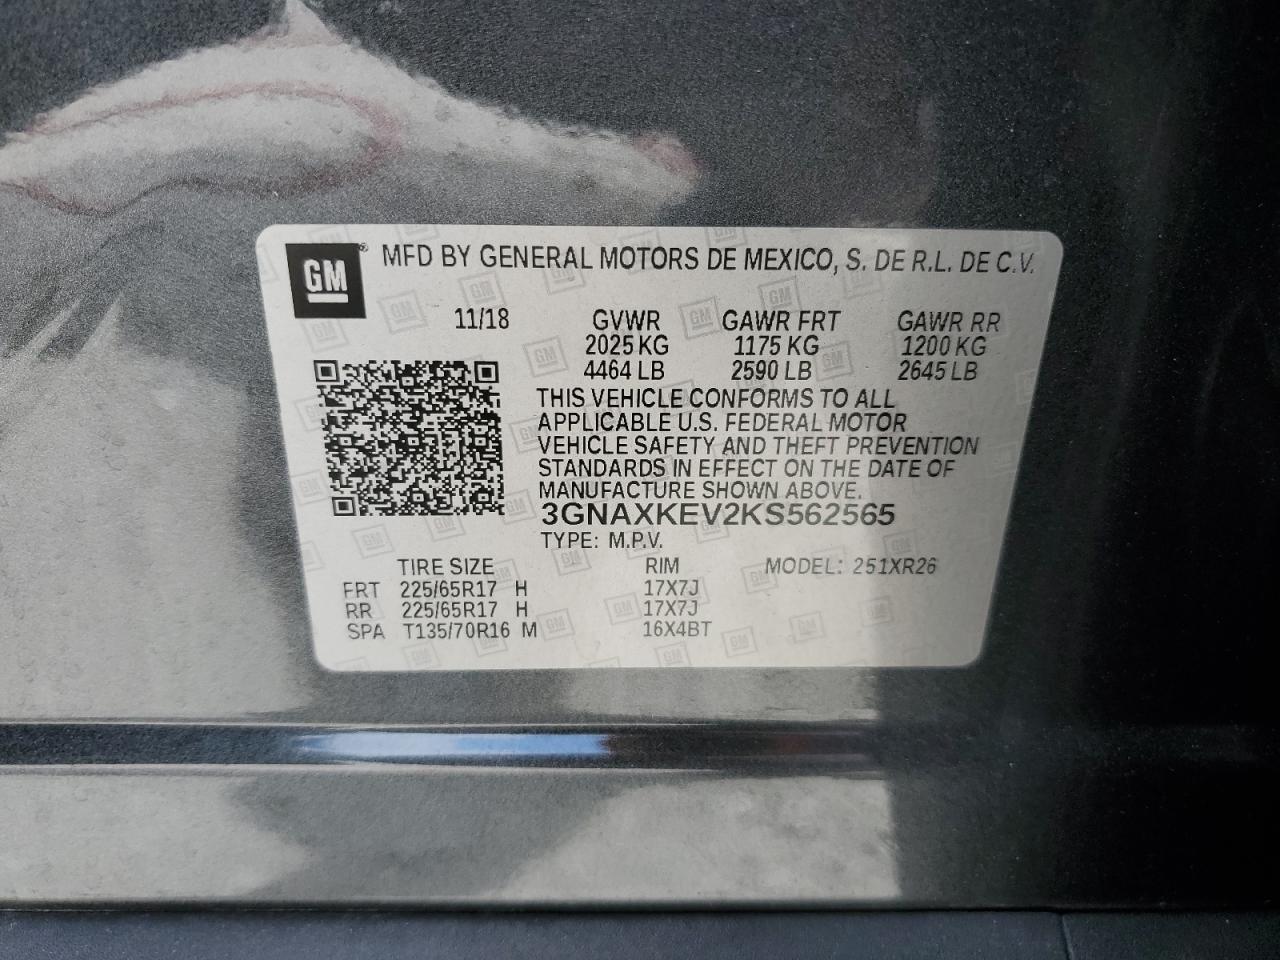 GM® MFD BY GENERAL MOTORS DE MEXICO, S. DE R.L. DE C.V.
11/18 GVWR GAWR FRT GAWR RR
2025 KG 1175 KG 1200 KG
4464 LB 2590 LB 2645 LB
THIS VEHICLE CONFORMS TO ALL
APPLICABLE U.S. FEDERAL MOTOR
VEHICLE SAFETY AND THEFT PREVENTION
STANDARDS IN EFFECT ON THE DATE OF
MANUFACTURE SHOWN ABOVE.
3GNAXKEV2KS562565
TYPE: M.P.V.
TIRE SIZE RIM MODEL: 251XR26
FRT 225/65R17 H 17X7J
RR 225/65R17 H 17X7J
SPA T135/70R16 M 16X4BT